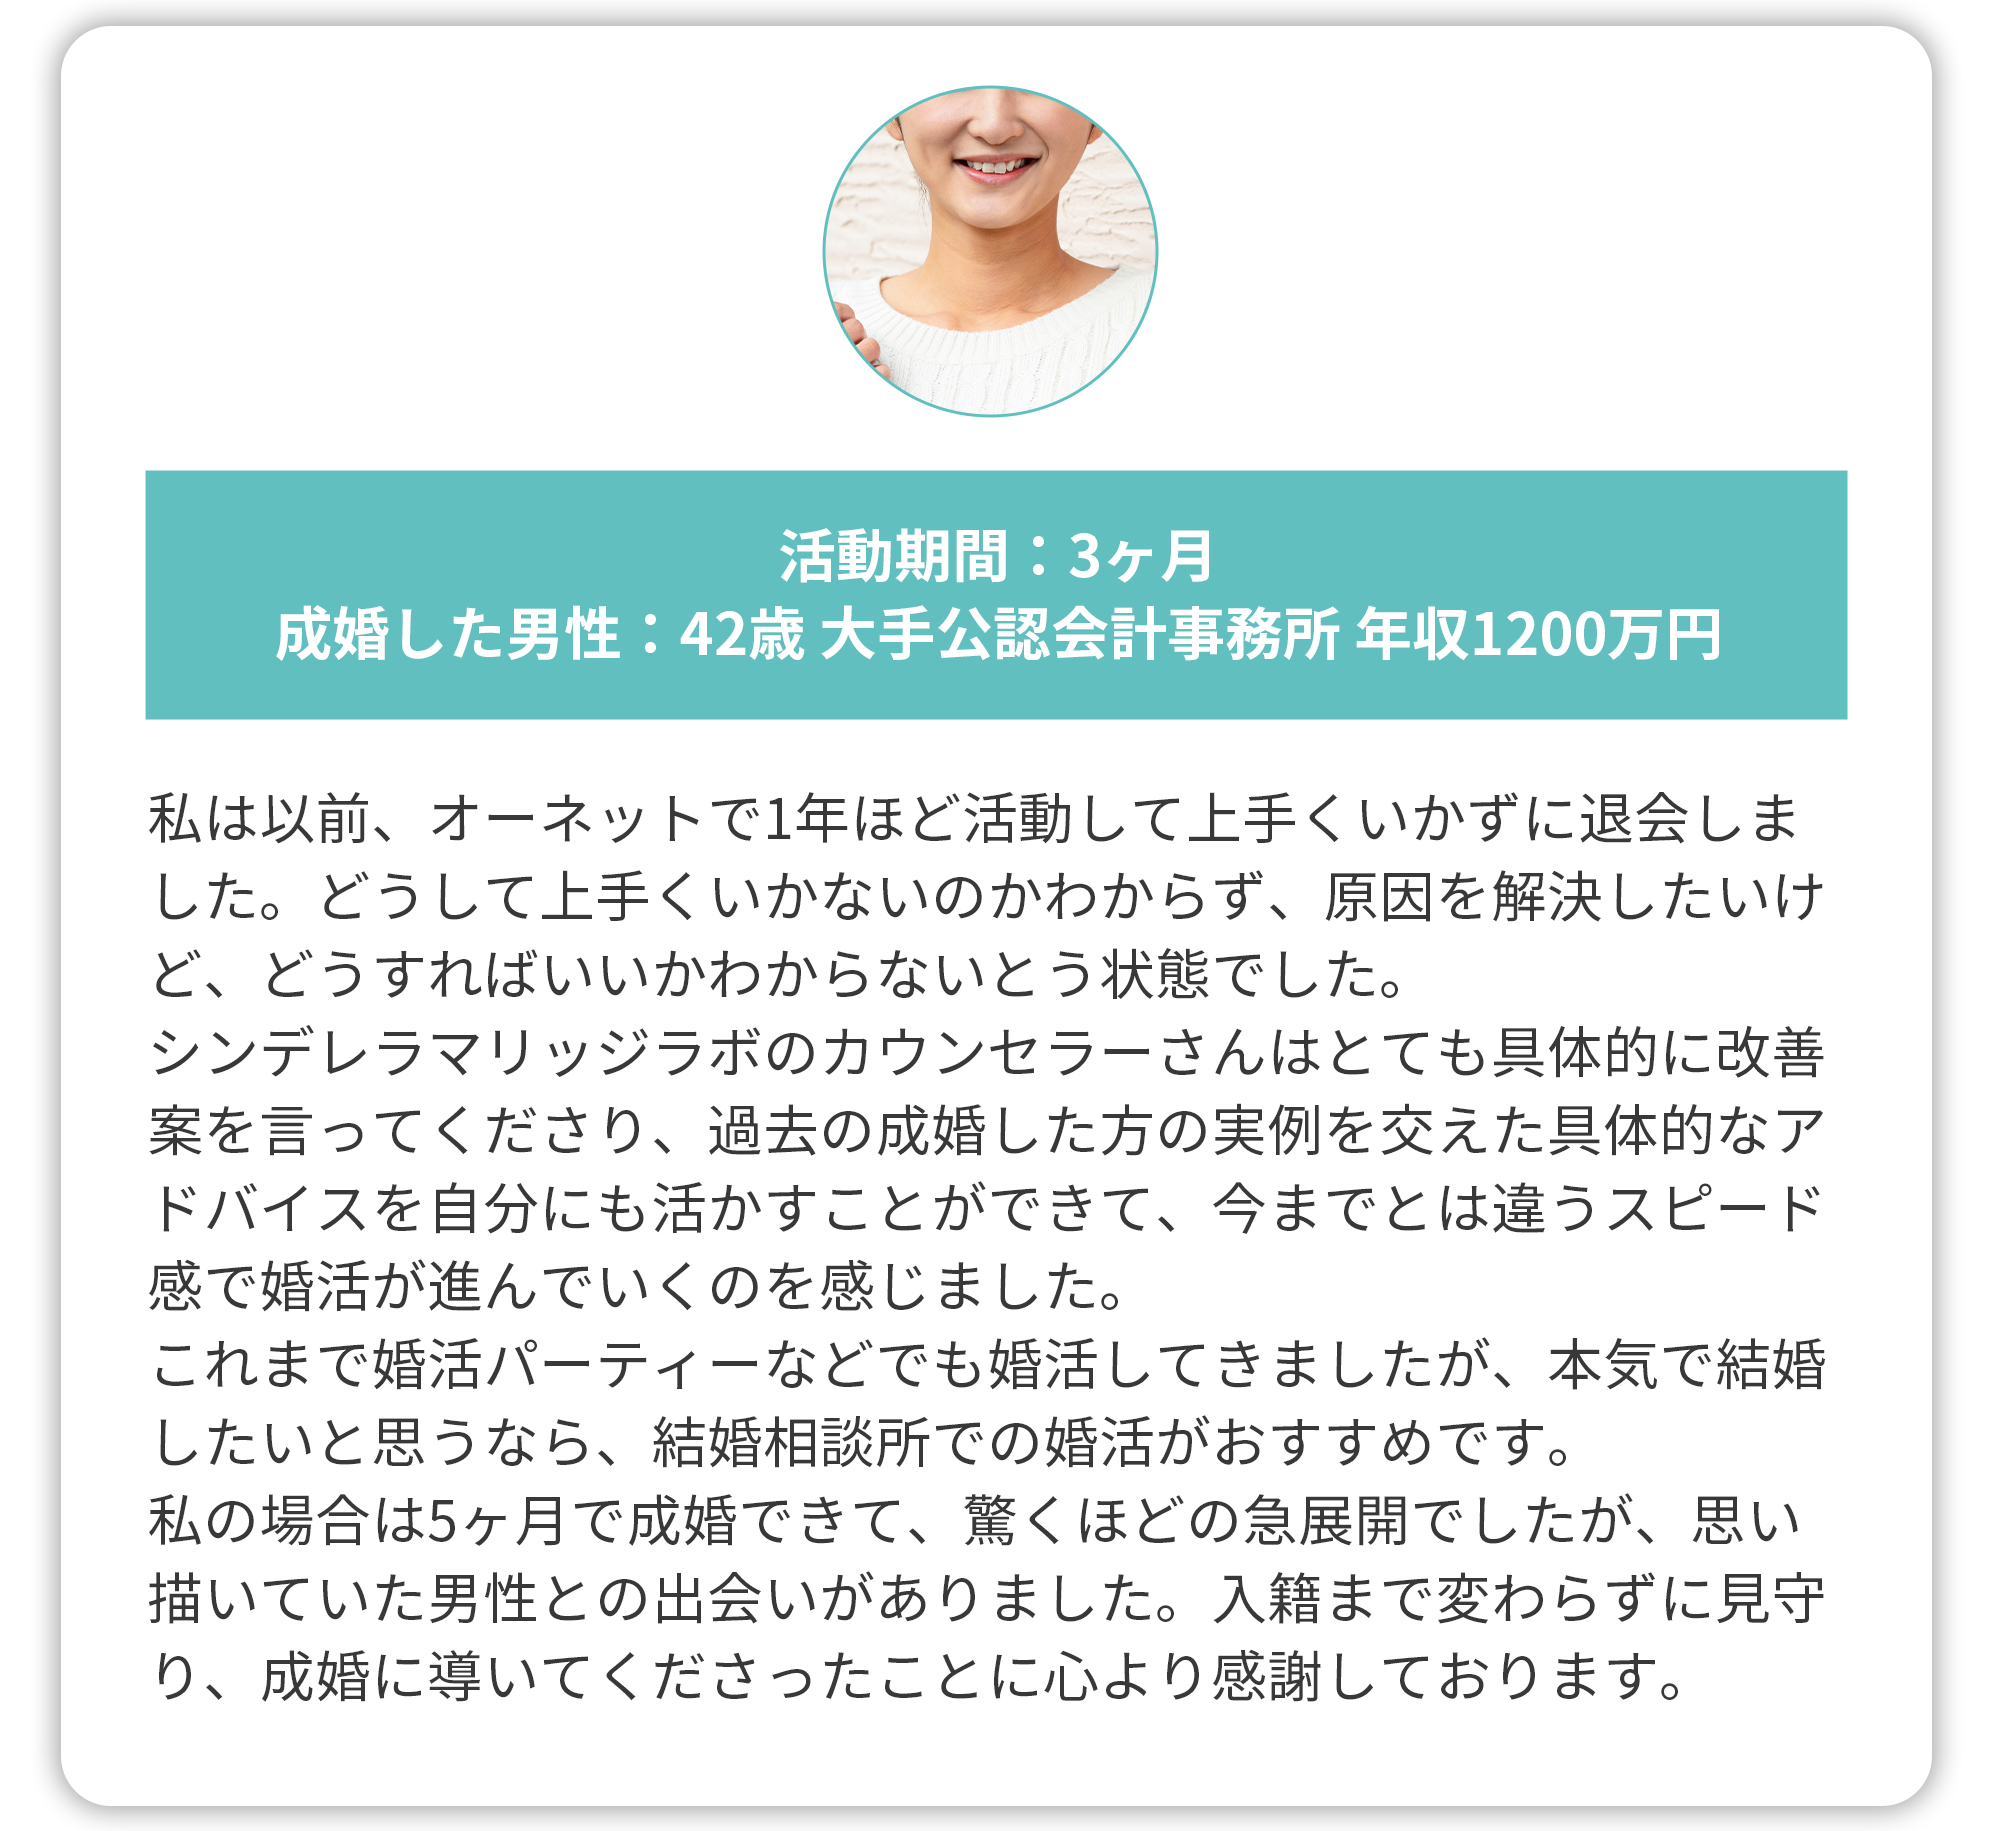 活動期間：3ヶ月
成婚した男性：42歳 大手公認会計事務所 年収1200万円
私は以前、オーネットで1年ほど活動して上手くいかずに退会しま
した。どうして上手くいかないのかわからず、原因を解決したいけ
ど、どうすればいいかわからないとう状態でした。
シンデレラマリッジラボのカウンセラーさんはとても具体的に改善
案を言ってくださり、過去の成婚した方の実例を交えた具体的なア
ドバイスを自分にも活かすことができて、今までとは違うスピード
感で婚活が進んでいくのを感じました。
これまで婚活パーティーなどでも婚活してきましたが、本気で結婚
したいと思うなら、結婚相談所での婚活がおすすめです。
私の場合は5ヶ月で成婚できて、驚くほどの急展開でしたが、思い
描いていた男性との出会いがありました。入籍まで変わらずに見守
り、成婚に導いてくださったことに心より感謝しております。